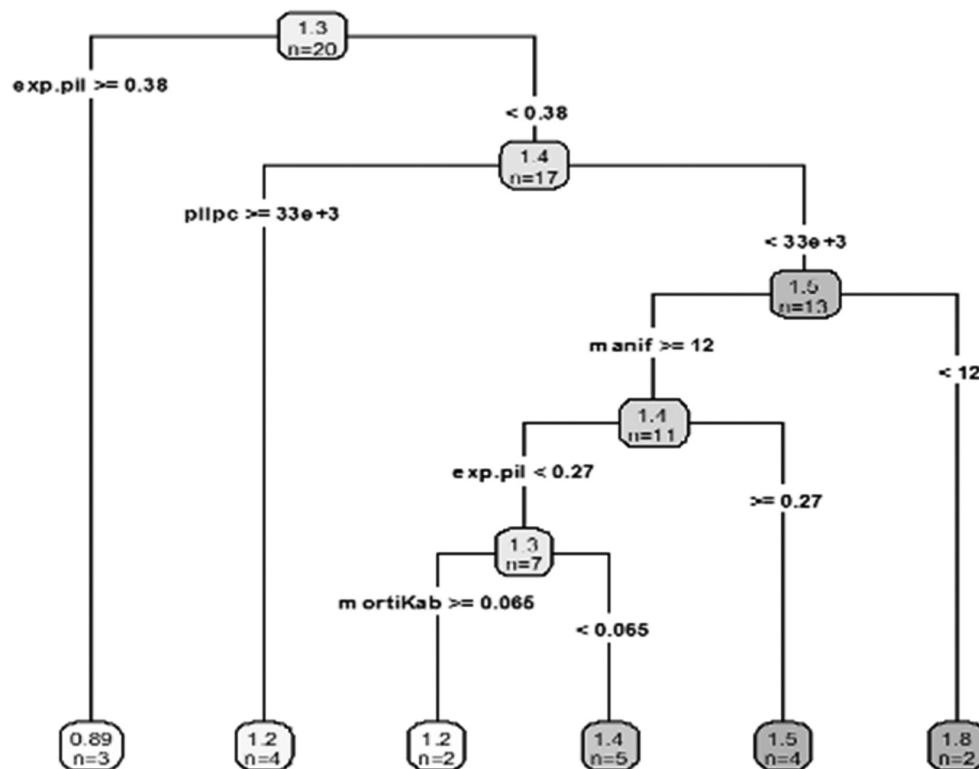 1.3
n=20
exp.pil >= 0.38
< 0.38
1.4
n=17
pilpc >= 33e+3
< 33e+3
1.5
n=13
manif >= 12
< 12
1.4
n=11
exp.pil < 0.27
>= 0.27
1.3
n=7
mortiKab >= 0.065
< 0.065
0.89
n=3
1.2
n=4
1.2
n=2
1.4
n=5
1.5
n=4
1.8
n=2